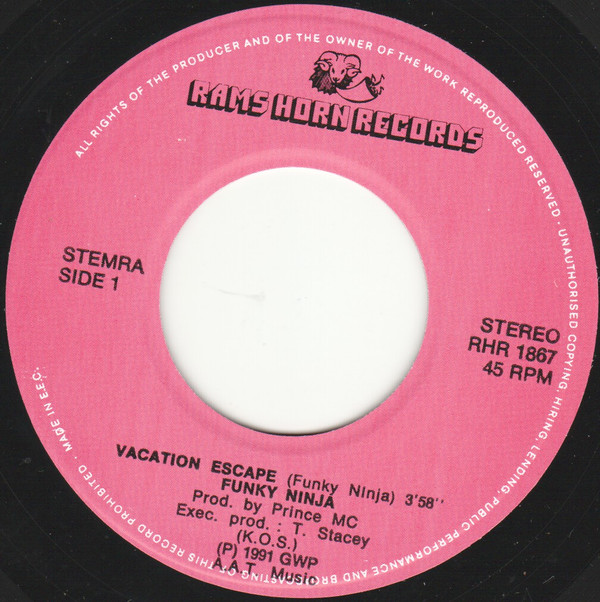 ALL RIGHTS OF THE PRODUCER AND OF THE OWNER OF THE WORK REPRODUCED RESERVED · UNAUTHORISED COPYING, HIRING, LENDING, PUBLIC PERFORMANCE AND BROADCASTING OF THIS RECORD PROHIBITED · MADE IN E.E.C.
RAMS HORN RECORDS
STEMRA
SIDE 1
STEREO
RHR 1867
45 RPM
VACATION ESCAPE (Funky Ninja) 3'58''
FUNKY NINJA
Prod. by Prince MC
Exec. prod. : T. Stacey
(K.O.S.)
(P) 1991 GWP
A.A.T. Music